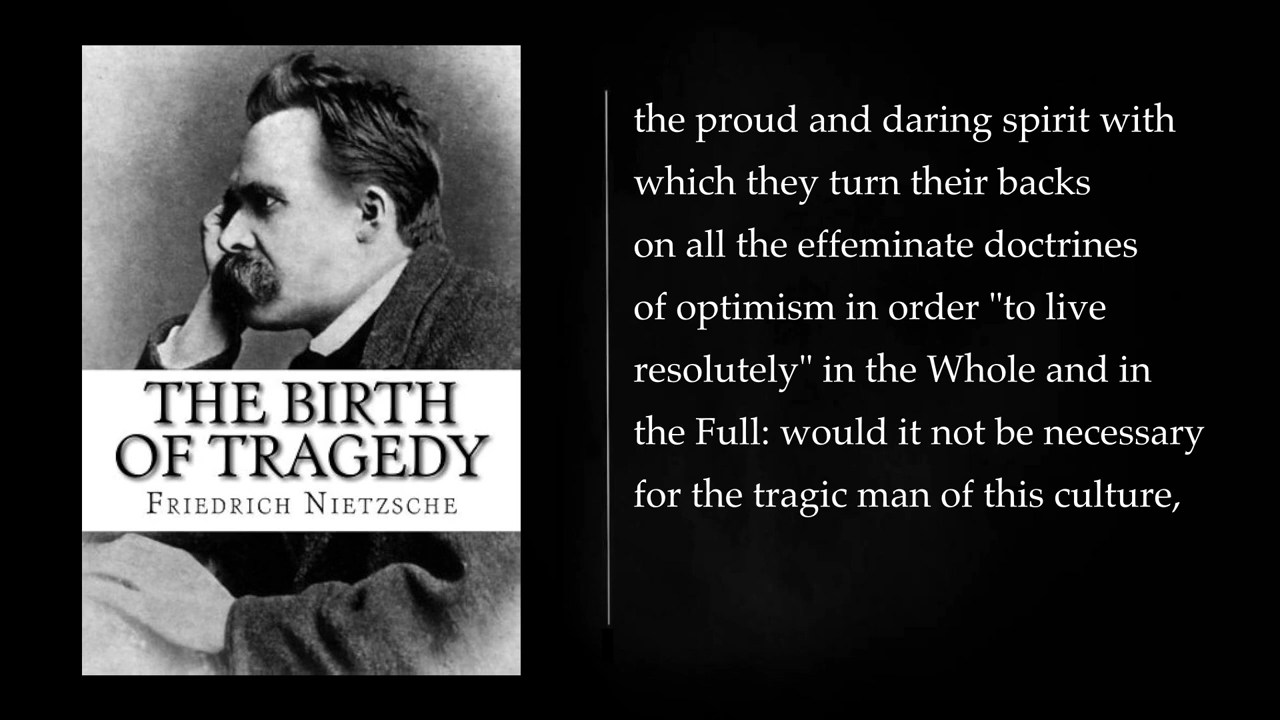 THE BIRTH
OF TRAGEDY
FRIEDRICH NIETZSCHE
the proud and daring spirit with
which they turn their backs
on all the effeminate doctrines
of optimism in order "to live
resolutely" in the Whole and in
the Full: would it not be necessary
for the tragic man of this culture,